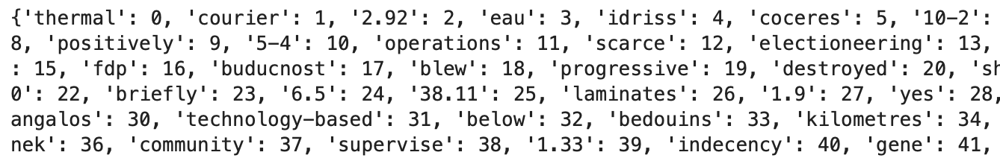 {'thermal': 0, 'courier': 1, '2.92': 2, 'eau': 3, 'idriss': 4, 'coceres': 5, '10-2':
8, 'positively': 9, '5-4': 10, 'operations': 11, 'scarce': 12, 'electioneering': 13,
: 15, 'fdp': 16, 'buducnost': 17, 'blew': 18, 'progressive': 19, 'destroyed': 20, 'sh
0': 22, 'briefly': 23, '6.5': 24, '38.11': 25, 'laminates': 26, '1.9': 27, 'yes': 28,
angalos': 30, 'technology-based': 31, 'below': 32, 'bedouins': 33, 'kilometres': 34,
nek': 36, 'community': 37, 'supervise': 38, '1.33': 39, 'indecency': 40, 'gene': 41,